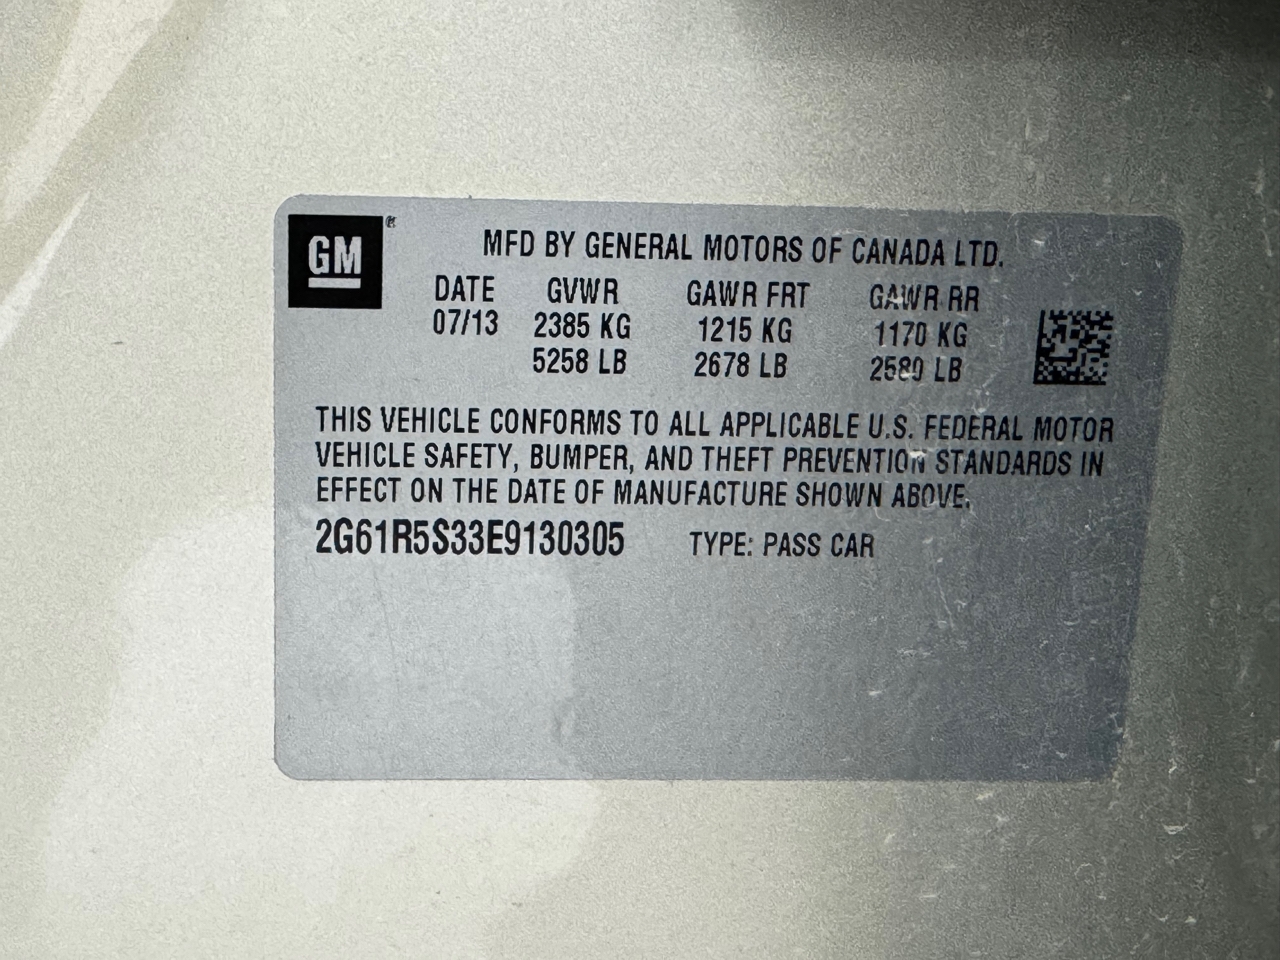 GM®
MFD BY GENERAL MOTORS OF CANADA LTD.
DATE GVWR GAWR FRT GAWR RR
07/13 2385 KG 1215 KG 1170 KG
5258 LB 2678 LB 2580 LB
THIS VEHICLE CONFORMS TO ALL APPLICABLE U.S. FEDERAL MOTOR
VEHICLE SAFETY, BUMPER, AND THEFT PREVENTION STANDARDS IN
EFFECT ON THE DATE OF MANUFACTURE SHOWN ABOVE.
2G61R5S33E9130305 TYPE: PASS CAR